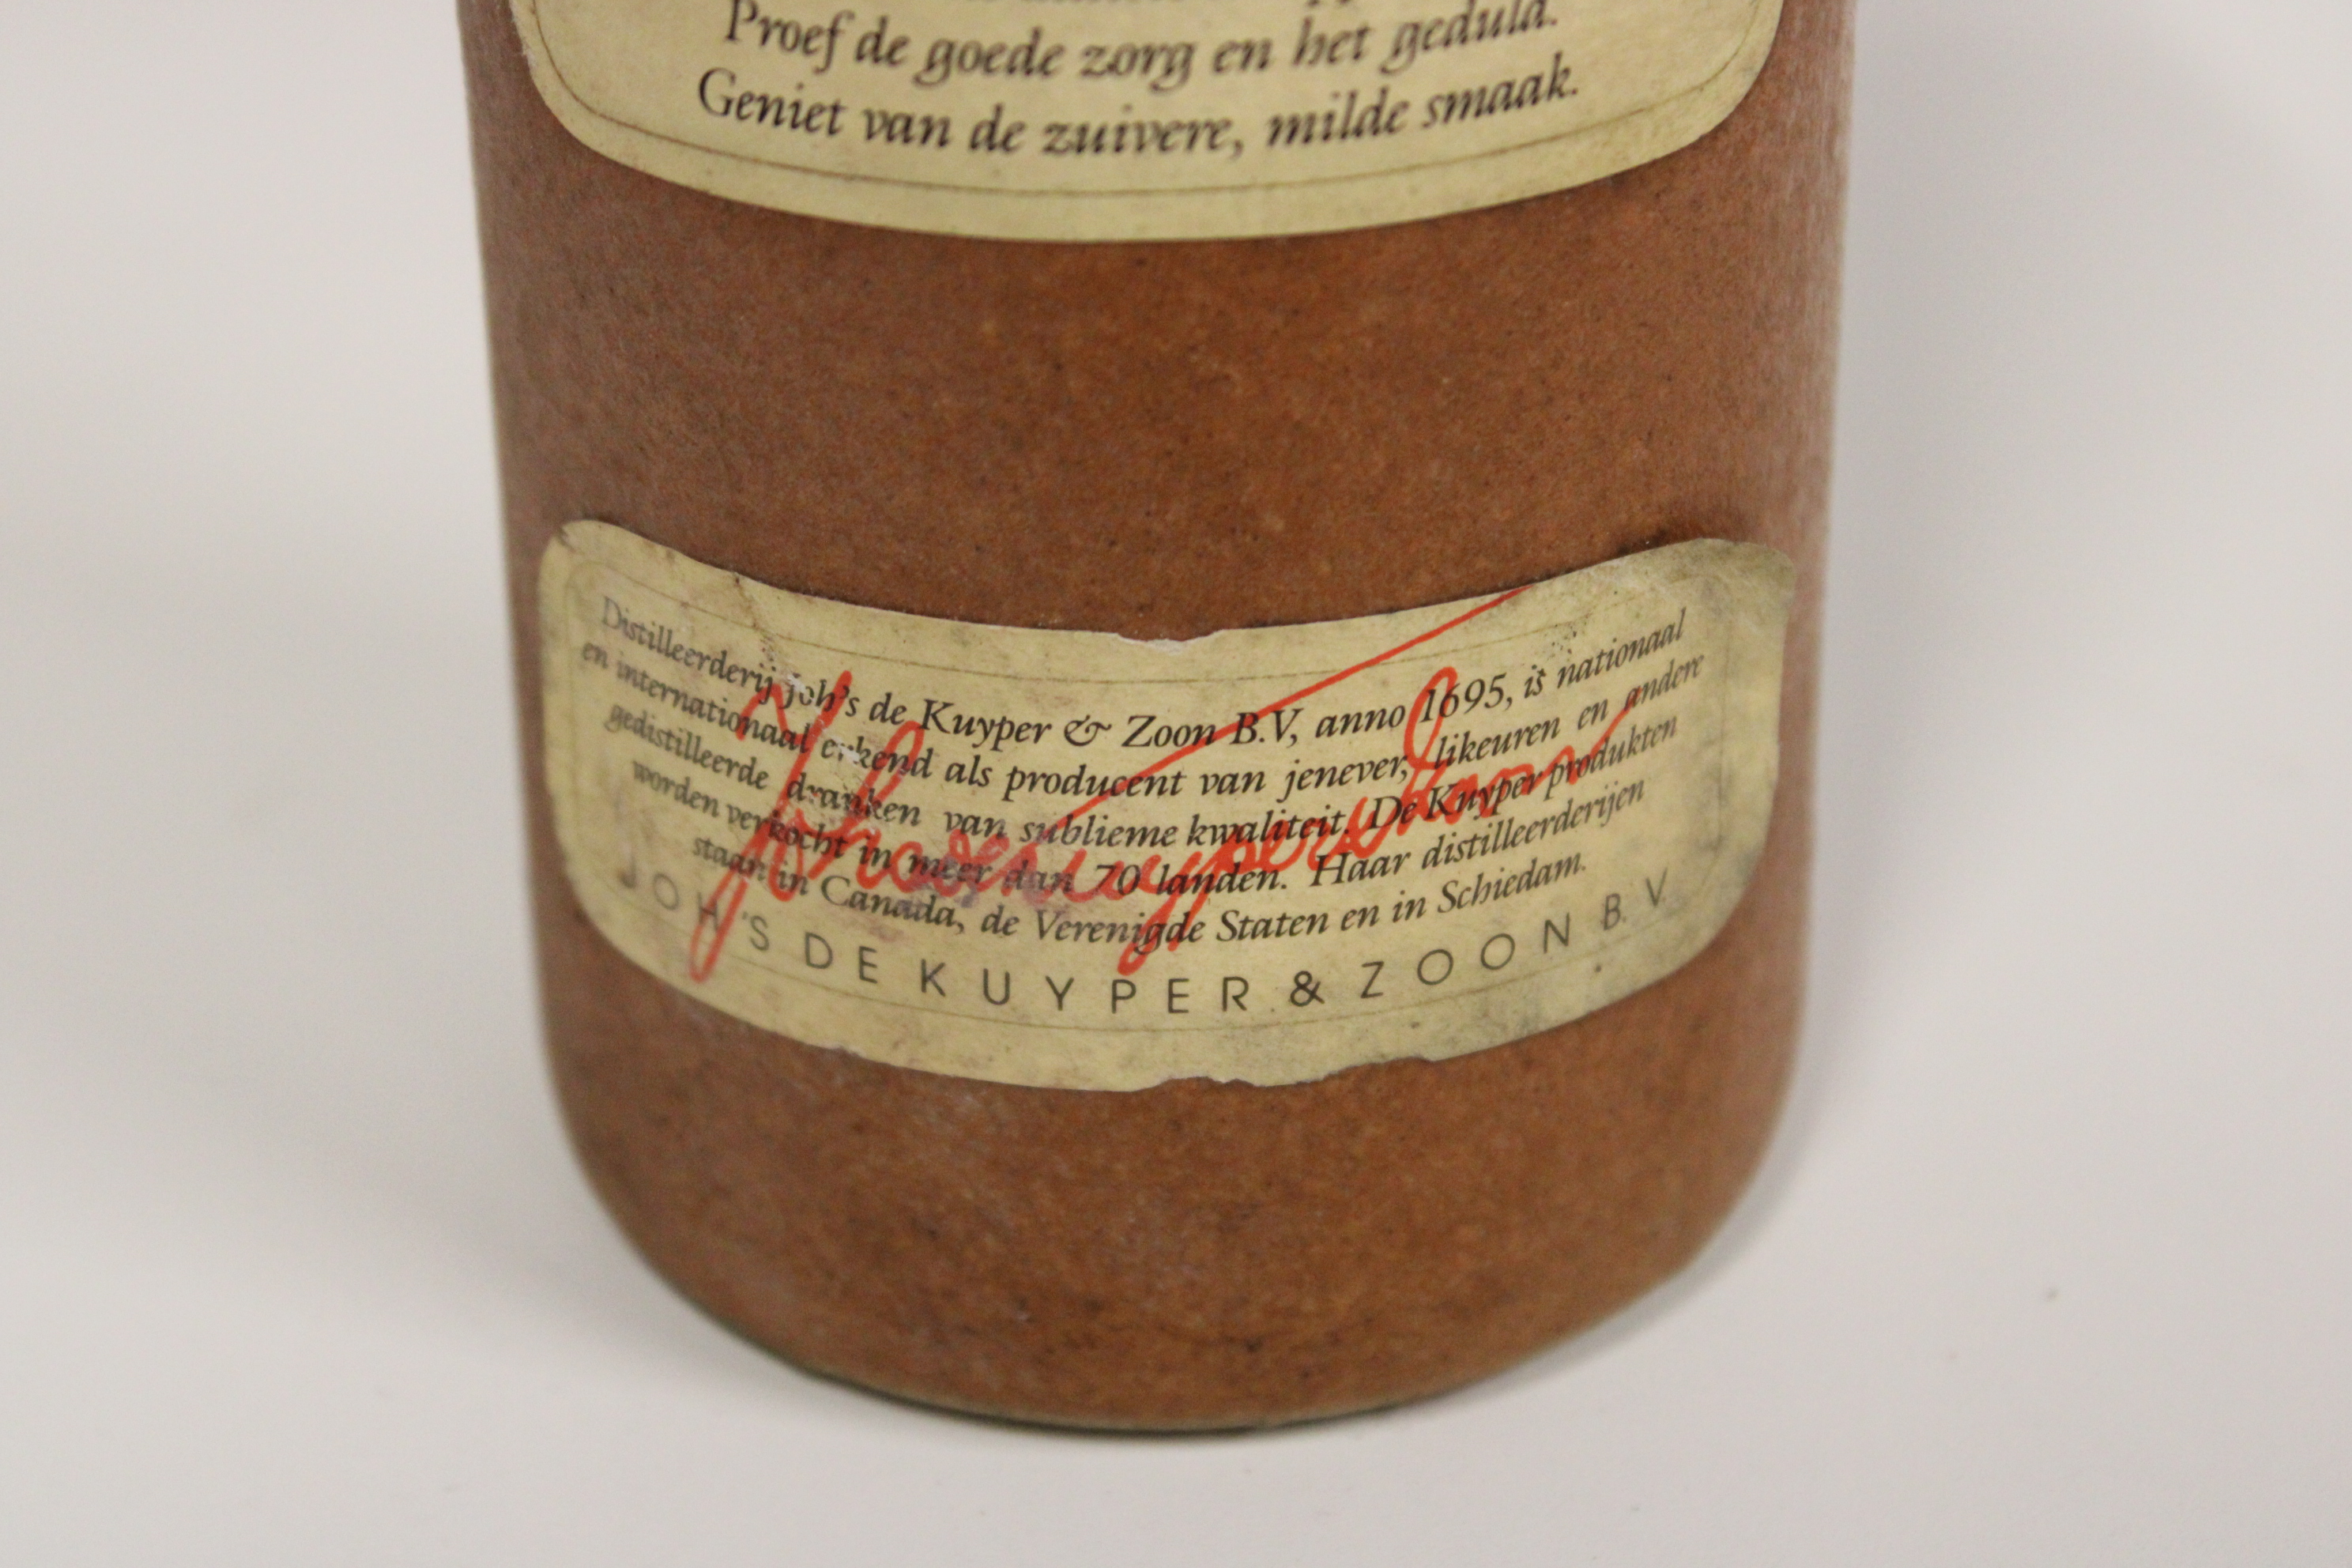 Proef de goede zorg en het geduld.
Geniet van de zuivere, milde smaak.
Distilleerderij Joh's de Kuyper & Zoon B.V, anno 1695, is nationaal
en internationaal erkend als producent van jenever, likeuren en andere
gedistilleerde dranken van sublieme kwaliteit. De Kuyper produkten
worden verkocht in meer dan 70 landen. Haar distilleerderijen
staan in Canada, de Verenigde Staten en in Schiedam.
JOH'S DE KUYPER & ZOON B.V.